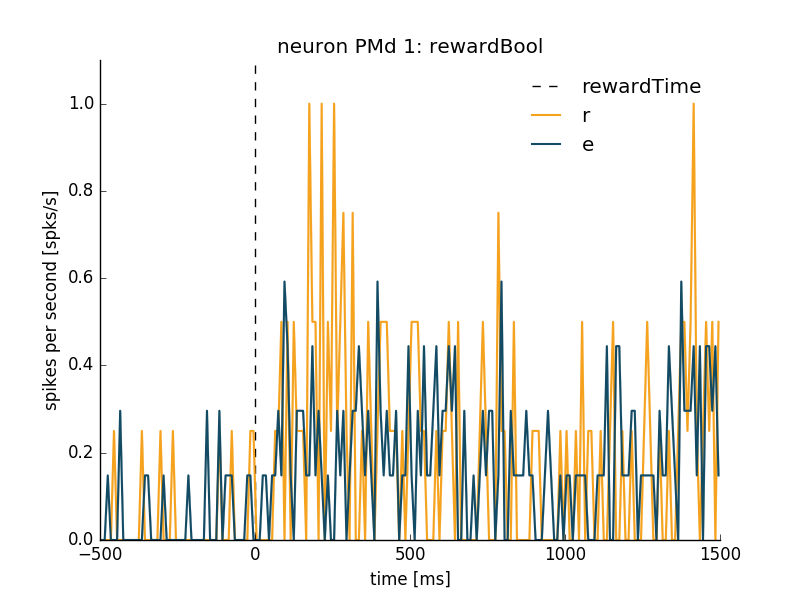 neuron PMd 1: rewardBool
rewardTime
r
e
spikes per second [spks/s]
1.0
0.8
0.6
0.4
0.2
0.0
−500
0
500
1000
1500
time [ms]